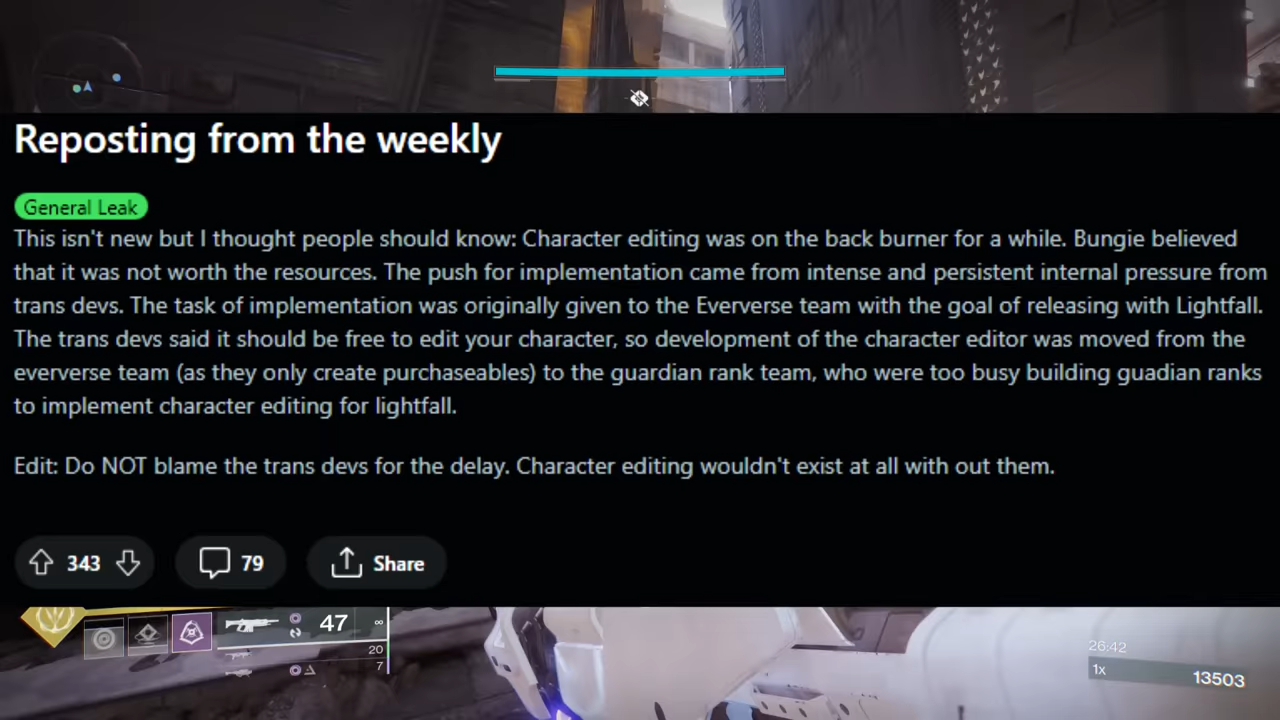 Reposting from the weekly
General Leak
This isn't new but I thought people should know: Character editing was on the back burner for a while. Bungie believed
that it was not worth the resources. The push for implementation came from intense and persistent internal pressure from
trans devs. The task of implementation was originally given to the Eververse team with the goal of releasing with Lightfall.
The trans devs said it should be free to edit your character, so development of the character editor was moved from the
eververse team (as they only create purchaseables) to the guardian rank team, who were too busy building guadian ranks
to implement character editing for lightfall.
Edit: Do NOT blame the trans devs for the delay. Character editing wouldn't exist at all with out them.
343 79 Share
47 ∞
20
7
26:42
1x 13503